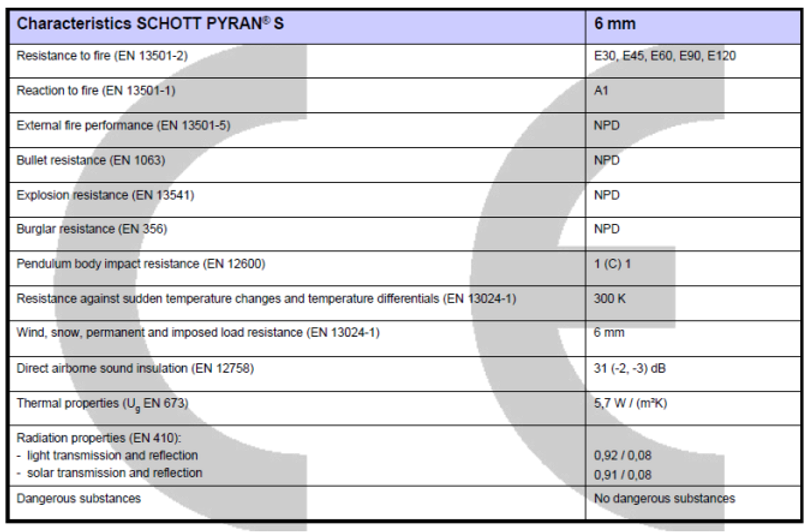 Characteristics SCHOTT PYRAN® S 6 mm
Resistance to fire (EN 13501-2) E30, E45, E60, E90, E120
Reaction to fire (EN 13501-1) A1
External fire performance (EN 13501-5) NPD
Bullet resistance (EN 1063) NPD
Explosion resistance (EN 13541) NPD
Burglar resistance (EN 356) NPD
Pendulum body impact resistance (EN 12600) 1 (C) 1
Resistance against sudden temperature changes and temperature differentials (EN 13024-1) 300 K
Wind, snow, permanent and imposed load resistance (EN 13024-1) 6 mm
Direct airborne sound insulation (EN 12758) 31 (-2, -3) dB
Thermal properties (Ug EN 673) 5,7 W / (m²K)
Radiation properties (EN 410):
- light transmission and reflection 0,92 / 0,08
- solar transmission and reflection 0,91 / 0,08
Dangerous substances No dangerous substances